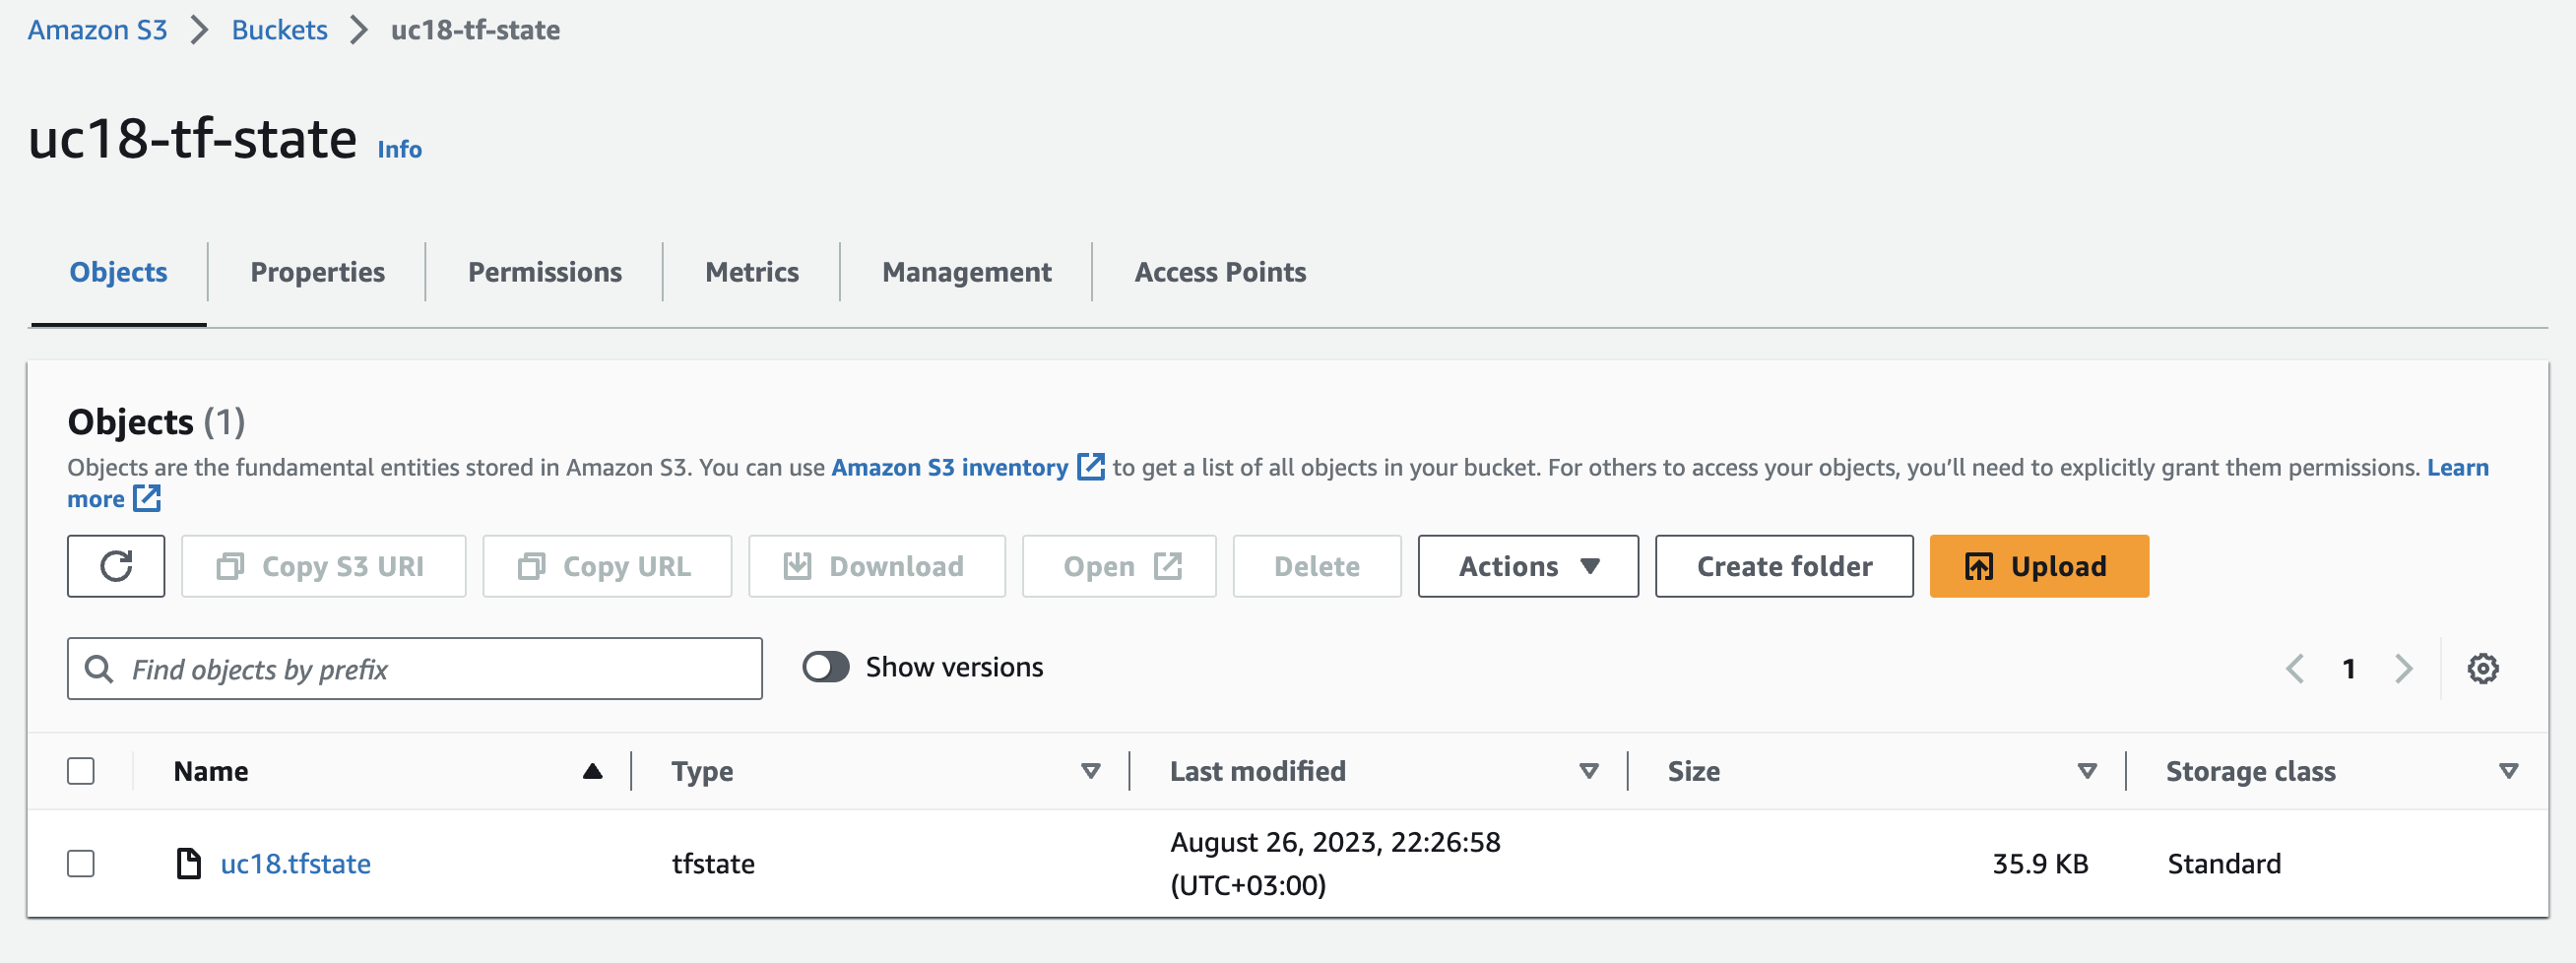 Amazon S3 > Buckets > uc18-tf-state
uc18-tf-state Info
Objects Properties Permissions Metrics Management Access Points
Objects (1)
Objects are the fundamental entities stored in Amazon S3. You can use Amazon S3 inventory to get a list of all objects in your bucket. For others to access your objects, you’ll need to explicitly grant them permissions. Learn
more
Copy S3 URI Copy URL Download Open Delete Actions Create folder Upload
Find objects by prefix Show versions 1
Name Type Last modified Size Storage class
uc18.tfstate tfstate August 26, 2023, 22:26:58 35.9 KB Standard
(UTC+03:00)